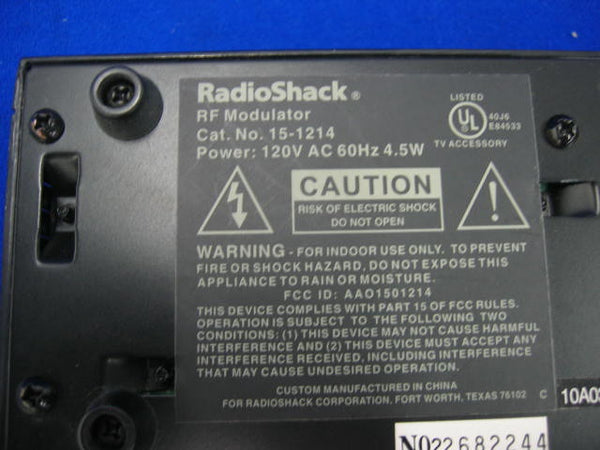 RadioShack ®
RF Modulator
Cat. No. 15-1214
Power: 120V AC 60Hz 4.5W
LISTED
UL ®
40J6
E84533
TV ACCESSORY
CAUTION
RISK OF ELECTRIC SHOCK
DO NOT OPEN
!
WARNING - FOR INDOOR USE ONLY. TO PREVENT
FIRE OR SHOCK HAZARD, DO NOT EXPOSE THIS
APPLIANCE TO RAIN OR MOISTURE.
FCC ID: AAO1501214
THIS DEVICE COMPLIES WITH PART 15 OF FCC RULES.
OPERATION IS SUBJECT TO THE FOLLOWING TWO
CONDITIONS: (1) THIS DEVICE MAY NOT CAUSE HARMFUL
INTERFERENCE AND (2) THIS DEVICE MUST ACCEPT ANY
INTERFERENCE RECEIVED, INCLUDING INTERFERENCE
THAT MAY CAUSE UNDESIRED OPERATION.
CUSTOM MANUFACTURED IN CHINA
FOR RADIOSHACK CORPORATION, FORT WORTH, TEXAS 76102 C
10A03
NO22682244